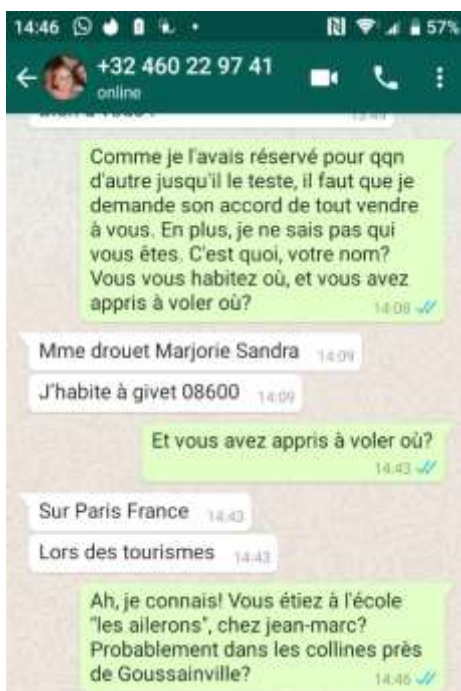 14:46 57%
+32 460 22 97 41
online
Comme je l'avais réservé pour qqn
d'autre jusqu'il le teste, il faut que je
demande son accord de tout vendre
à vous. En plus, je ne sais pas qui
vous êtes. C'est quoi, votre nom?
Vous vous habitez où, et vous avez
appris à voler où?
14:08
Mme drouet Marjorie Sandra 14:09
J'habite à givet 08600 14:09
Et vous avez appris à voler où?
14:43
Sur Paris France 14:43
Lors des tourismes 14:43
Ah, je connais! Vous étiez à l'école
"les ailerons", chez jean-marc?
Probablement dans les collines près
de Goussainville? 14:46